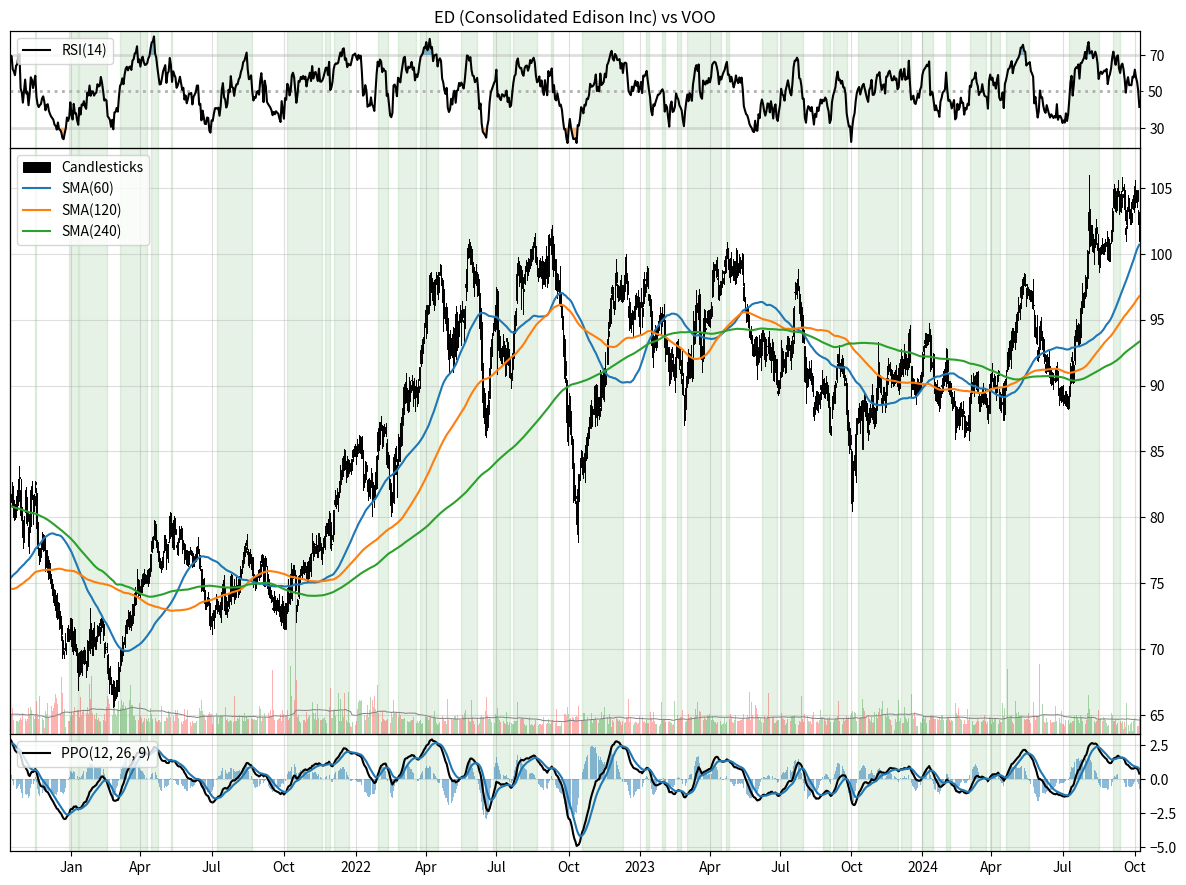 ED (Consolidated Edison Inc) vs VOO
RSI(14)
70
50
30
Candlesticks
SMA(60)
SMA(120)
SMA(240)
105
100
95
90
85
80
75
70
65
PPO(12, 26, 9)
2.5
0.0
−2.5
−5.0
Jan Apr Jul Oct 2022 Apr Jul Oct 2023 Apr Jul Oct 2024 Apr Jul Oct